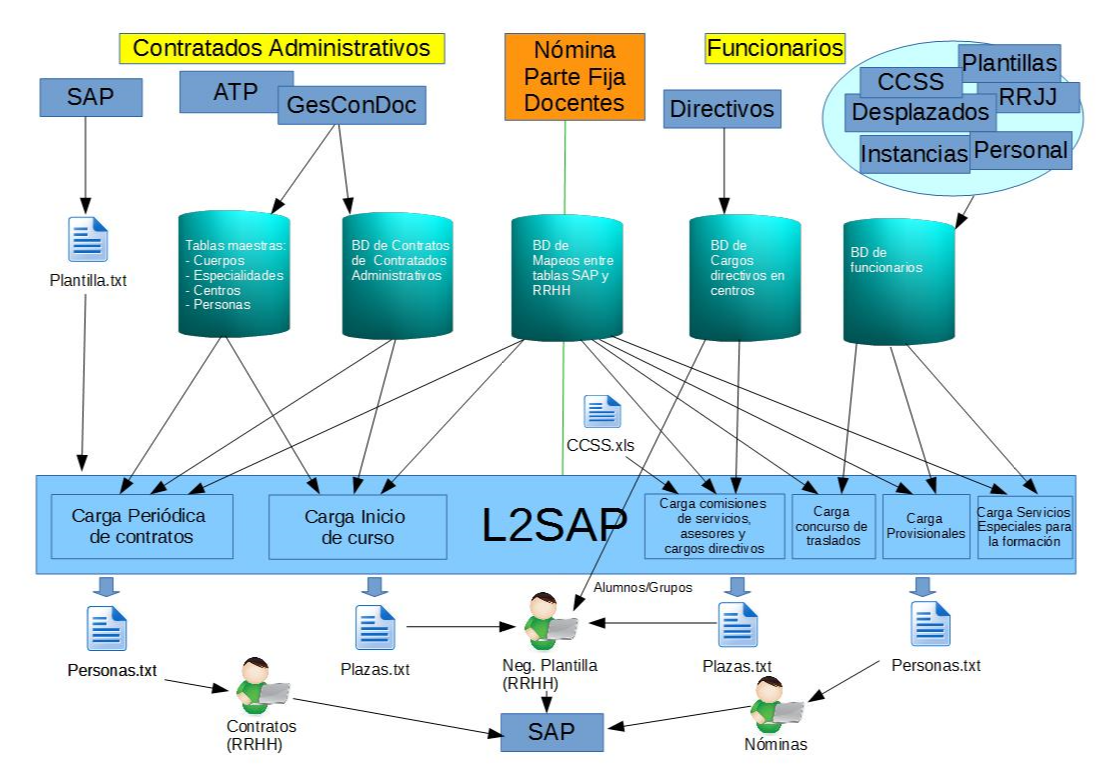 Contratados Administrativos
Nómina
Parte Fija
Docentes
Funcionarios
SAP
ATP
GesConDoc
Directivos
Plantillas
CCSS
RRJJ
Desplazados
Instancias
Personal
Plantilla.txt
Tablas maestras:
- Cuerpos
- Especialidades
- Centros
- Personas
BD de Contratos
de Contratados
Administrativos
BD de
Mapeos entre
tablas SAP y
RRHH
BD de
Cargos
directivos en
centros
BD de
funcionarios
CCSS.xls
Carga Periódica
de contratos
Carga Inicio
de curso
L2SAP
Carga comisiones
de servicios,
asesores y
cargos directivos
Carga
concurso de
traslados
Carga
Provisionales
Carga Servicios
Especiales para
la formación
Alumnos/Grupos
Personas.txt
Plazas.txt
Neg. Plantilla
(RRHH)
Plazas.txt
Personas.txt
Contratos
(RRHH)
SAP
Nóminas